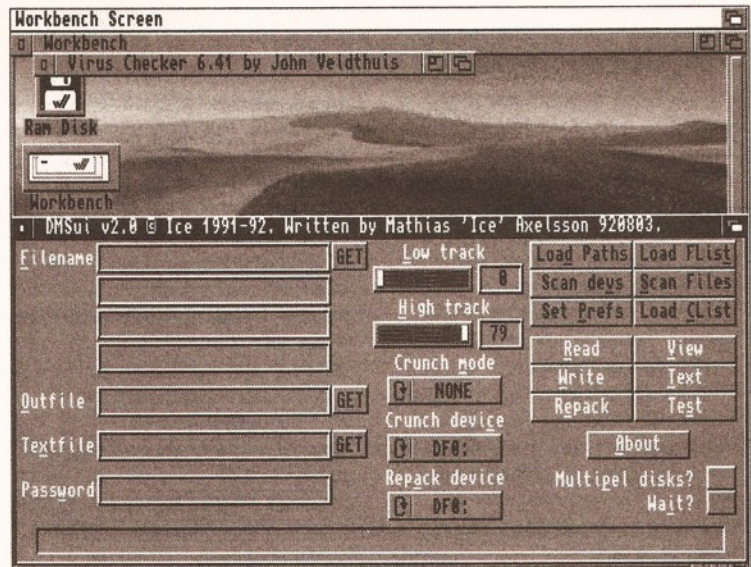 Workbench Screen
Workbench
Virus Checker 6.41 by John Veldthuis
Ram Disk
Workbench
DMSui v2.0 © Ice 1991-92. Written by Mathias 'Ice' Axelsson 920803.
Filename GET
Low track
0
High track
79
Crunch mode
NONE
Crunch device
DF0:
Repack device
DF0:
Outfile GET
Textfile GET
Password
Load Paths Load FList
Scan devs Scan Files
Set Prefs Load CList
Read View
Write Text
Repack Test
About
Multipel disks?
Wait?